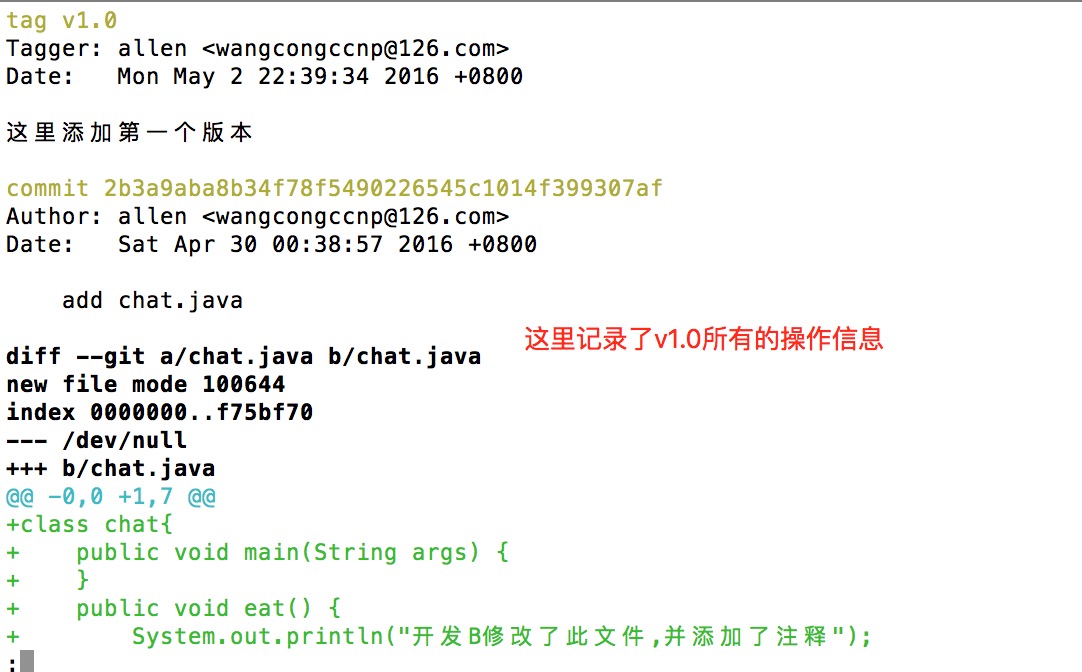 tag v1.0
Tagger: allen <wangcongccnp@126.com>
Date:   Mon May 2 22:39:34 2016 +0800
这里添加第一个版本
commit 2b3a9aba8b34f78f5490226545c1014f399307af
Author: allen <wangcongccnp@126.com>
Date:   Sat Apr 30 00:38:57 2016 +0800
    add chat.java
这里记录了v1.0所有的操作信息
diff --git a/chat.java b/chat.java
new file mode 100644
index 0000000..f75bf70
--- /dev/null
+++ b/chat.java
@@ -0,0 +1,7 @@
+class chat{
+    public void main(String args) {
+    }
+    public void eat() {
+        System.out.println("开发B修改了此文件,并添加了注释");
: